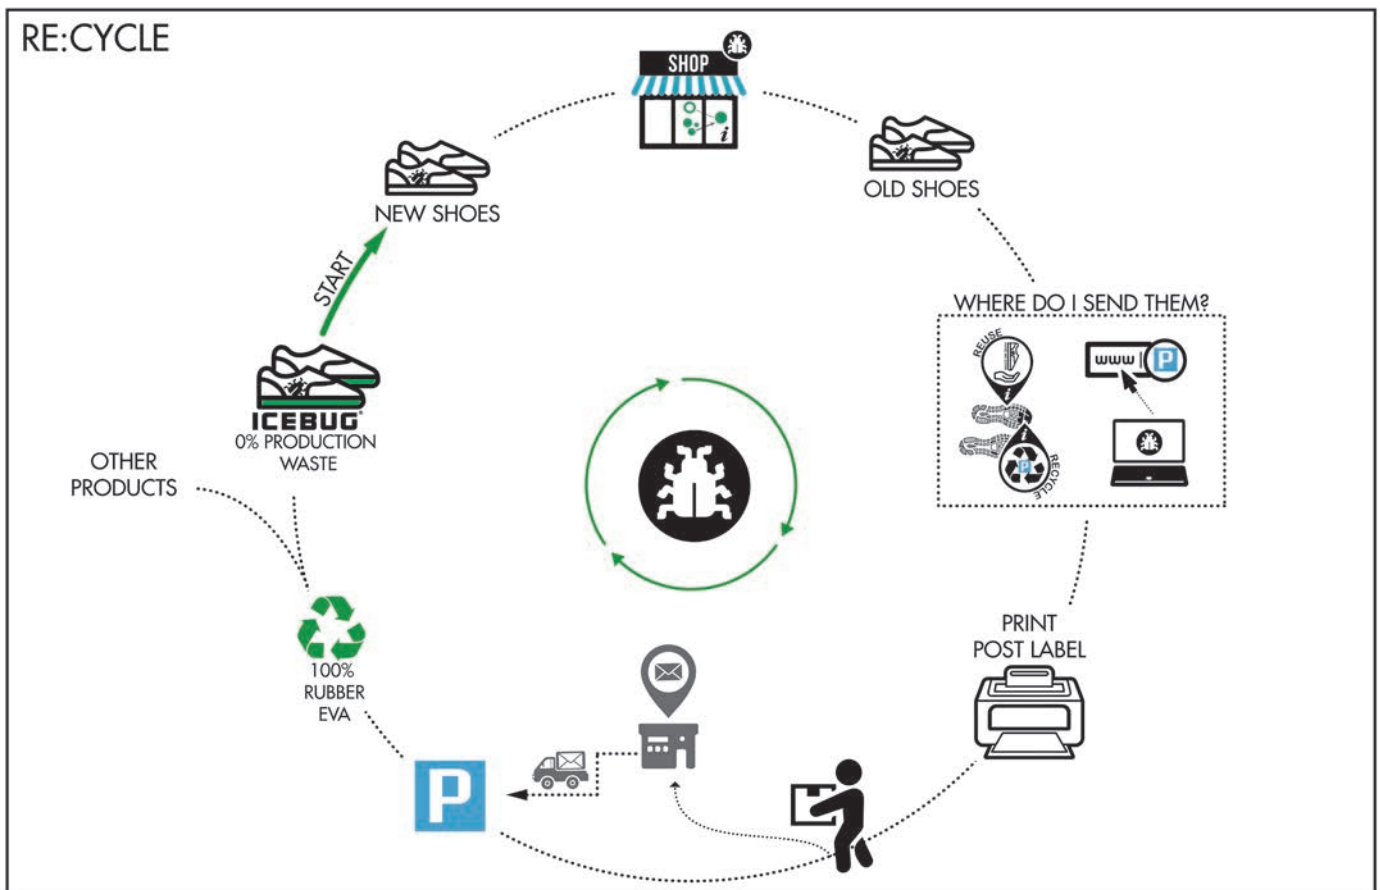 RE:CYCLE
SHOP
i
NEW SHOES
OLD SHOES
START
WHERE DO I SEND THEM?
REUSE
i
www
P
i
P
RECYCLE
ICEBUG®
0% PRODUCTION
WASTE
OTHER
PRODUCTS
100%
RUBBER
EVA
PRINT
POST LABEL
P